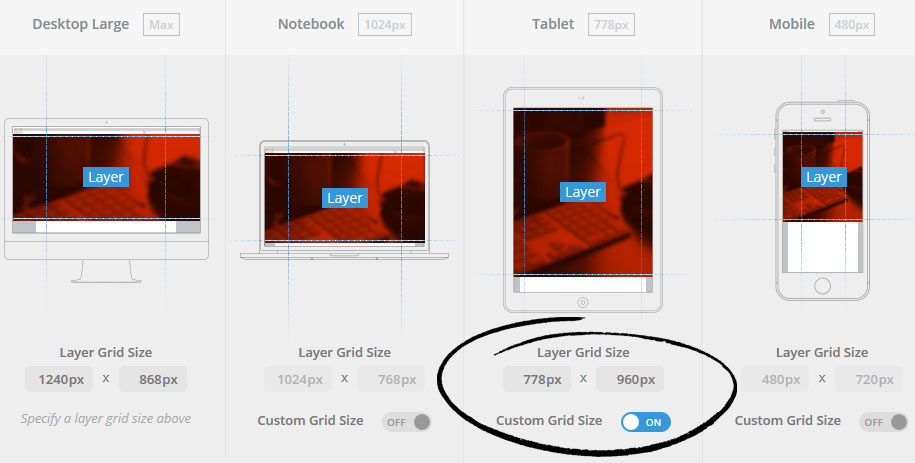 Desktop Large Max
Notebook 1024px
Tablet 778px
Mobile 480px
Layer
Layer
Layer
Layer
Layer Grid Size
1240px x 868px
Specify a layer grid size above
Layer Grid Size
1024px x 768px
Custom Grid Size OFF
Layer Grid Size
778px x 960px
Custom Grid Size ON
Layer Grid Size
480px x 720px
Custom Grid Size OFF